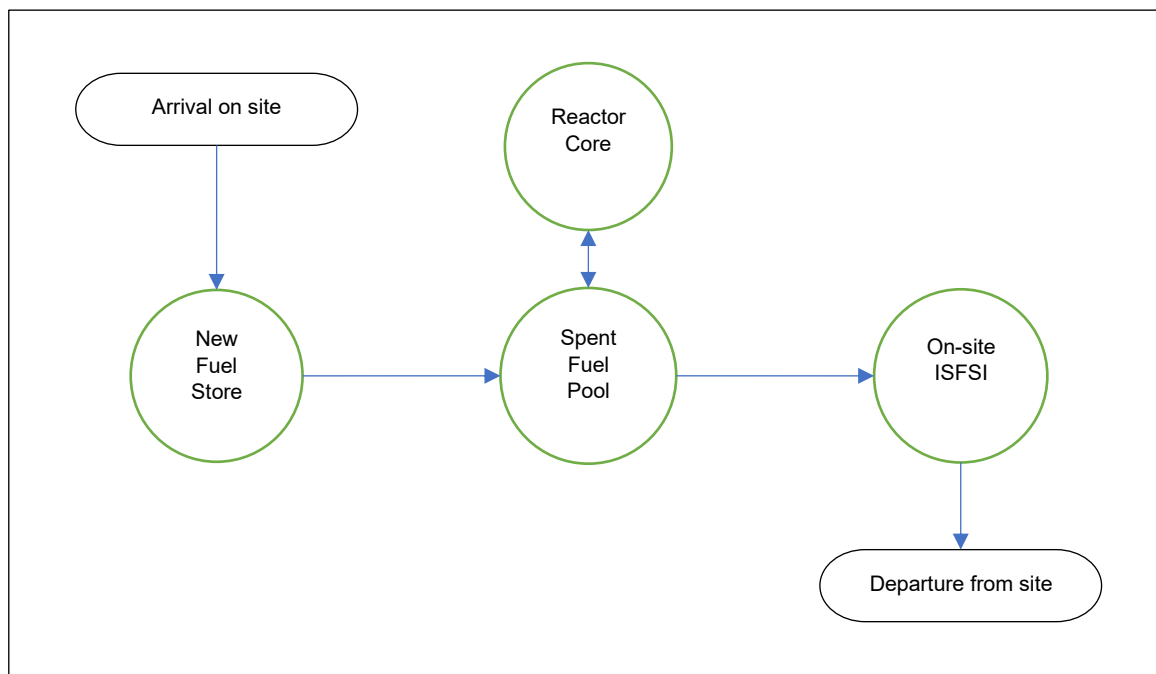 Arrival on site
Reactor
Core
New
Fuel
Store
Spent
Fuel
Pool
On-site
ISFSI
Departure from site